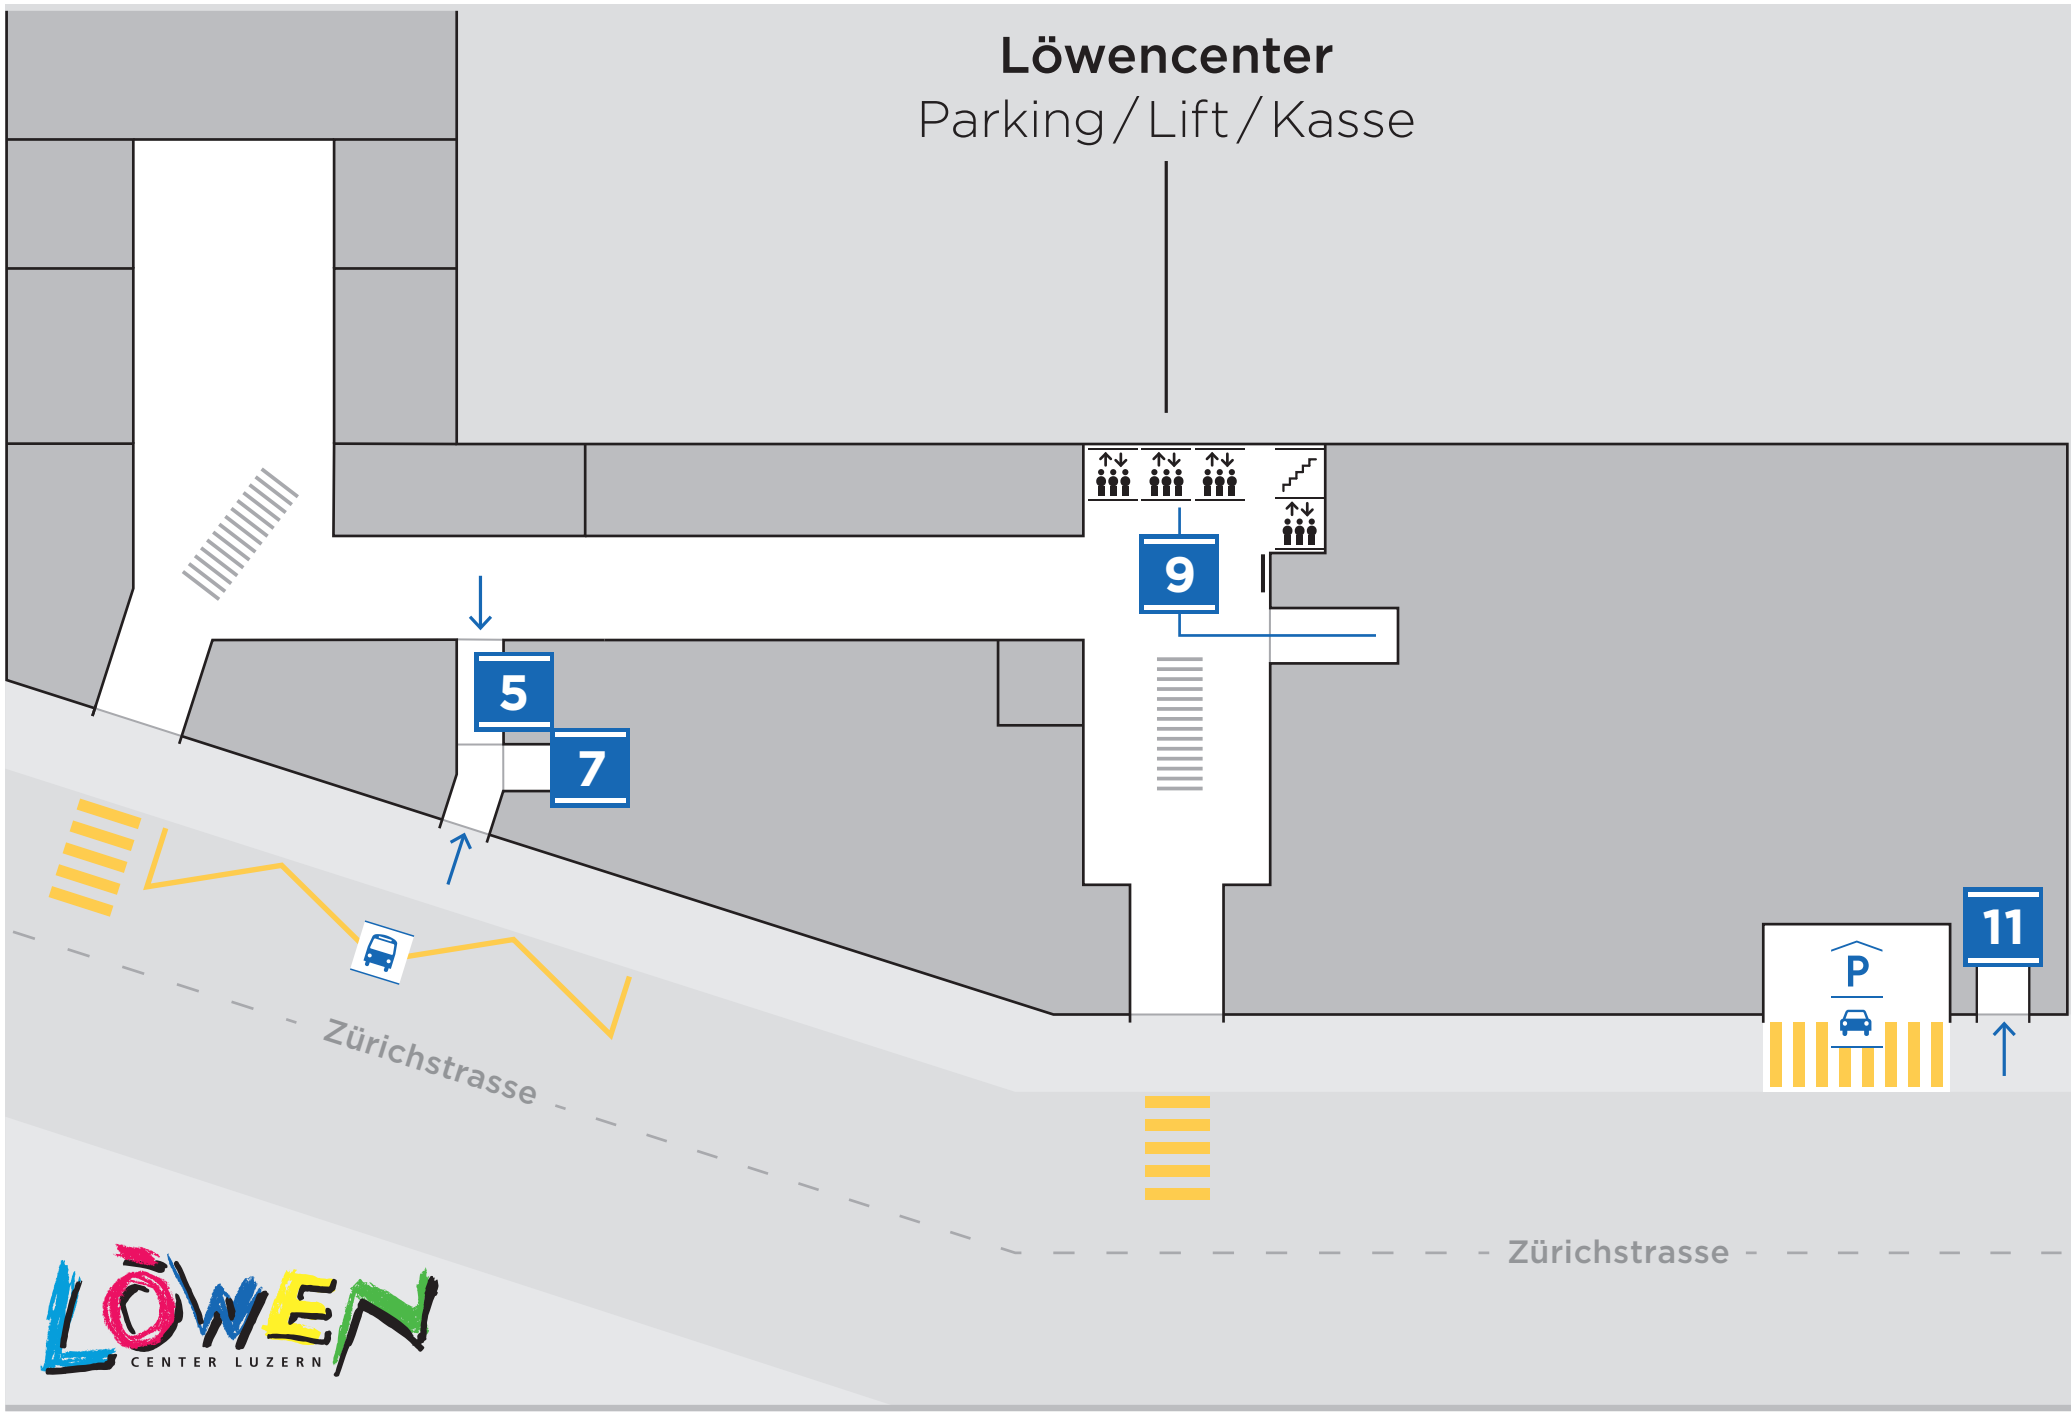 Löwencenter
Parking / Lift / Kasse
9
5
7
11
P
Zürichstrasse
Zürichstrasse
LÖWEN
CENTER LUZERN